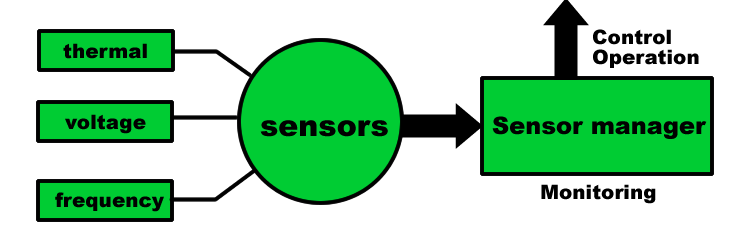 thermal
voltage
frequency
sensors
Control
Operation
Sensor manager
Monitoring